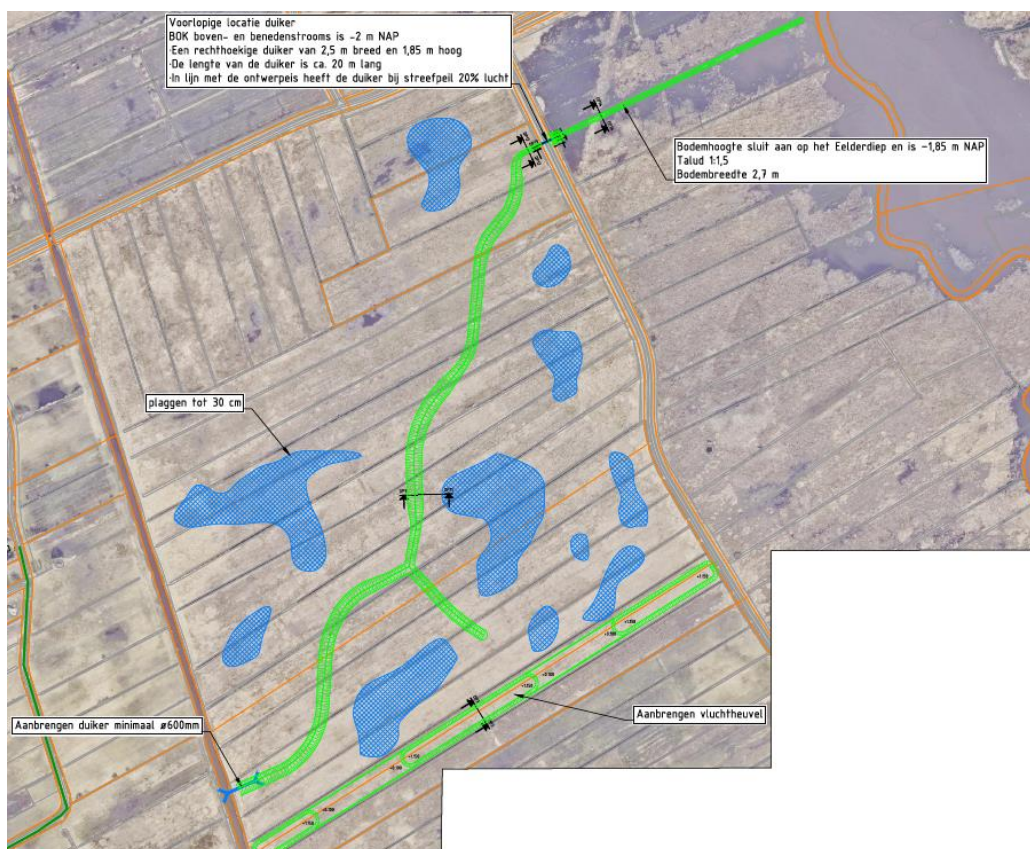 Voorlopige locatie duiker
BOK boven- en benedenstrooms is -2 m NAP
-Een rechthoekige duiker van 2,5 m breed en 1,85 m hoog
-De lengte van de duiker is ca. 20 m lang
-In lijn met de ontwerpeis heeft de duiker bij streefpeil 20% lucht
Bodemhoogte sluit aan op het Eelderdiep en is -1,85 m NAP
Talud 1:1,5
Bodembreedte 2,7 m
plaggen tot 30 cm
Aanbrengen duiker minimaal ø600mm
Aanbrengen vluchtheuvel